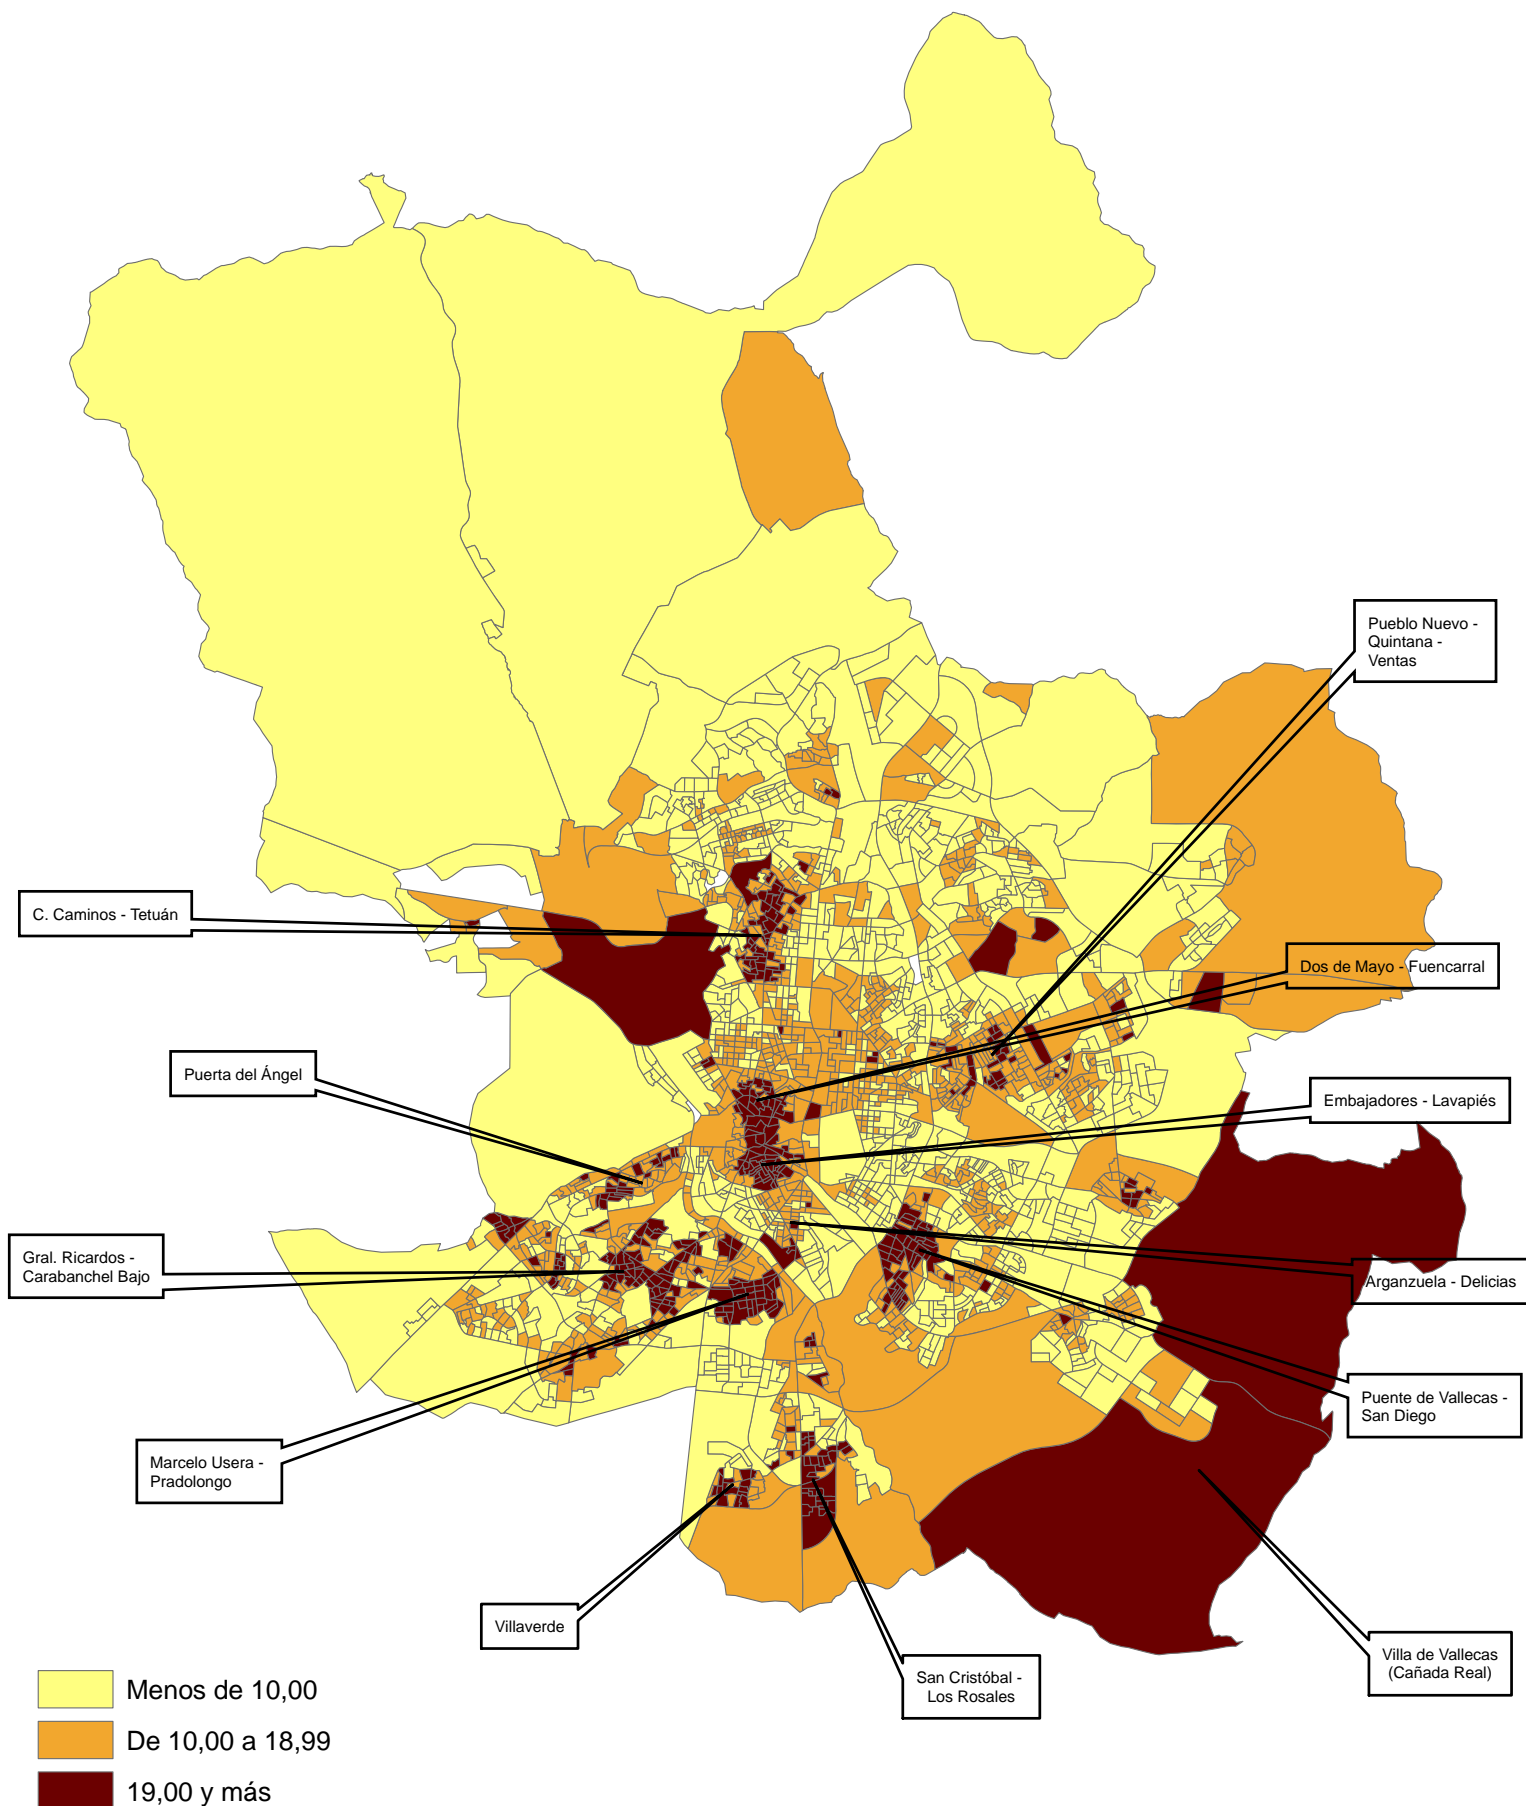 Pueblo Nuevo -
Quintana -
Ventas
C. Caminos - Tetuán
Dos de Mayo - Fuencarral
Puerta del Ángel
Embajadores - Lavapiés
Gral. Ricardos -
Carabanchel Bajo
Arganzuela - Delicias
Puente de Vallecas -
San Diego
Marcelo Usera -
Pradolongo
Villaverde
San Cristóbal -
Los Rosales
Villa de Vallecas
(Cañada Real)
Menos de 10,00
De 10,00 a 18,99
19,00 y más